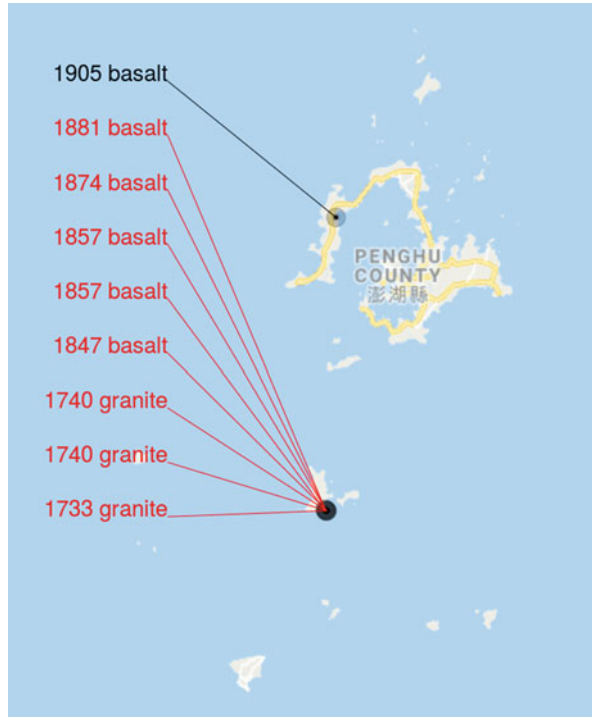 1905 basalt
1881 basalt
1874 basalt
1857 basalt
1857 basalt
1847 basalt
1740 granite
1740 granite
1733 granite
PENGHU
COUNTY
澎湖縣